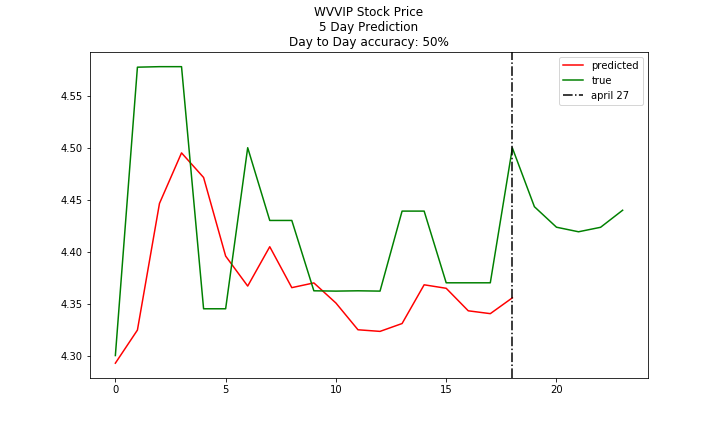 WVVIP Stock Price
5 Day Prediction
Day to Day accuracy: 50%
predicted
true
april 27
4.55
4.50
4.45
4.40
4.35
4.30
0 5 10 15 20